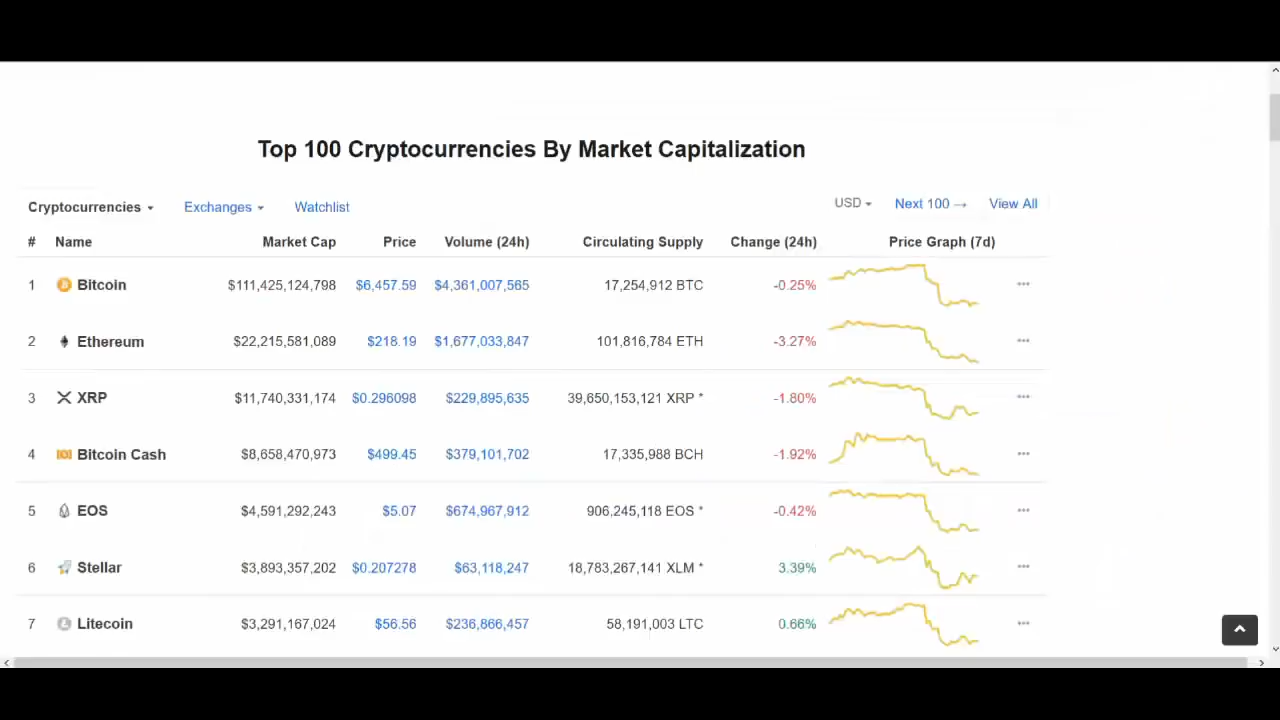 Top 100 Cryptocurrencies By Market Capitalization
Cryptocurrencies Exchanges Watchlist USD Next 100 → View All
# Name Market Cap Price Volume (24h) Circulating Supply Change (24h) Price Graph (7d)
1 Bitcoin $111,425,124,798 $6,457.59 $4,361,007,565 17,254,912 BTC -0.25%
2 Ethereum $22,215,581,089 $218.19 $1,677,033,847 101,816,784 ETH -3.27%
3 XRP $11,740,331,174 $0.296098 $229,895,635 39,650,153,121 XRP * -1.80%
4 Bitcoin Cash $8,658,470,973 $499.45 $379,101,702 17,335,988 BCH -1.92%
5 EOS $4,591,292,243 $5.07 $674,967,912 906,245,118 EOS * -0.42%
6 Stellar $3,893,357,202 $0.207278 $63,118,247 18,783,267,141 XLM * 3.39%
7 Litecoin $3,291,167,024 $56.56 $236,866,457 58,191,003 LTC 0.66%